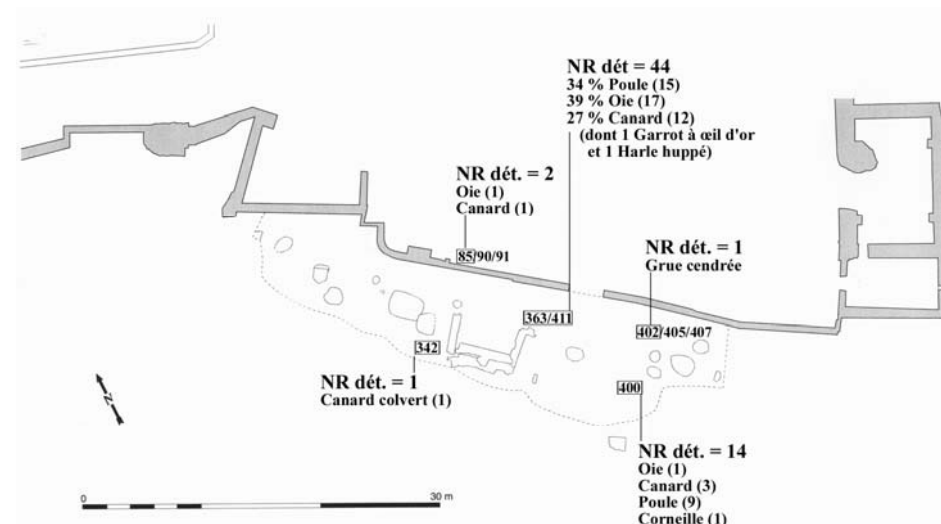 NR dét = 44
34 % Poule (15)
39 % Oie (17)
27 % Canard (12)
(dont 1 Garrot à œil d'or
et 1 Harle huppé)
NR dét. = 2
Oie (1)
Canard (1)
85/90/91
NR dét. = 1
Grue cendrée
363/411
402/405/407
342
NR dét. = 1
Canard colvert (1)
400
N
NR dét. = 14
Oie (1)
Canard (3)
Poule (9)
Corneille (1)
0
30 m